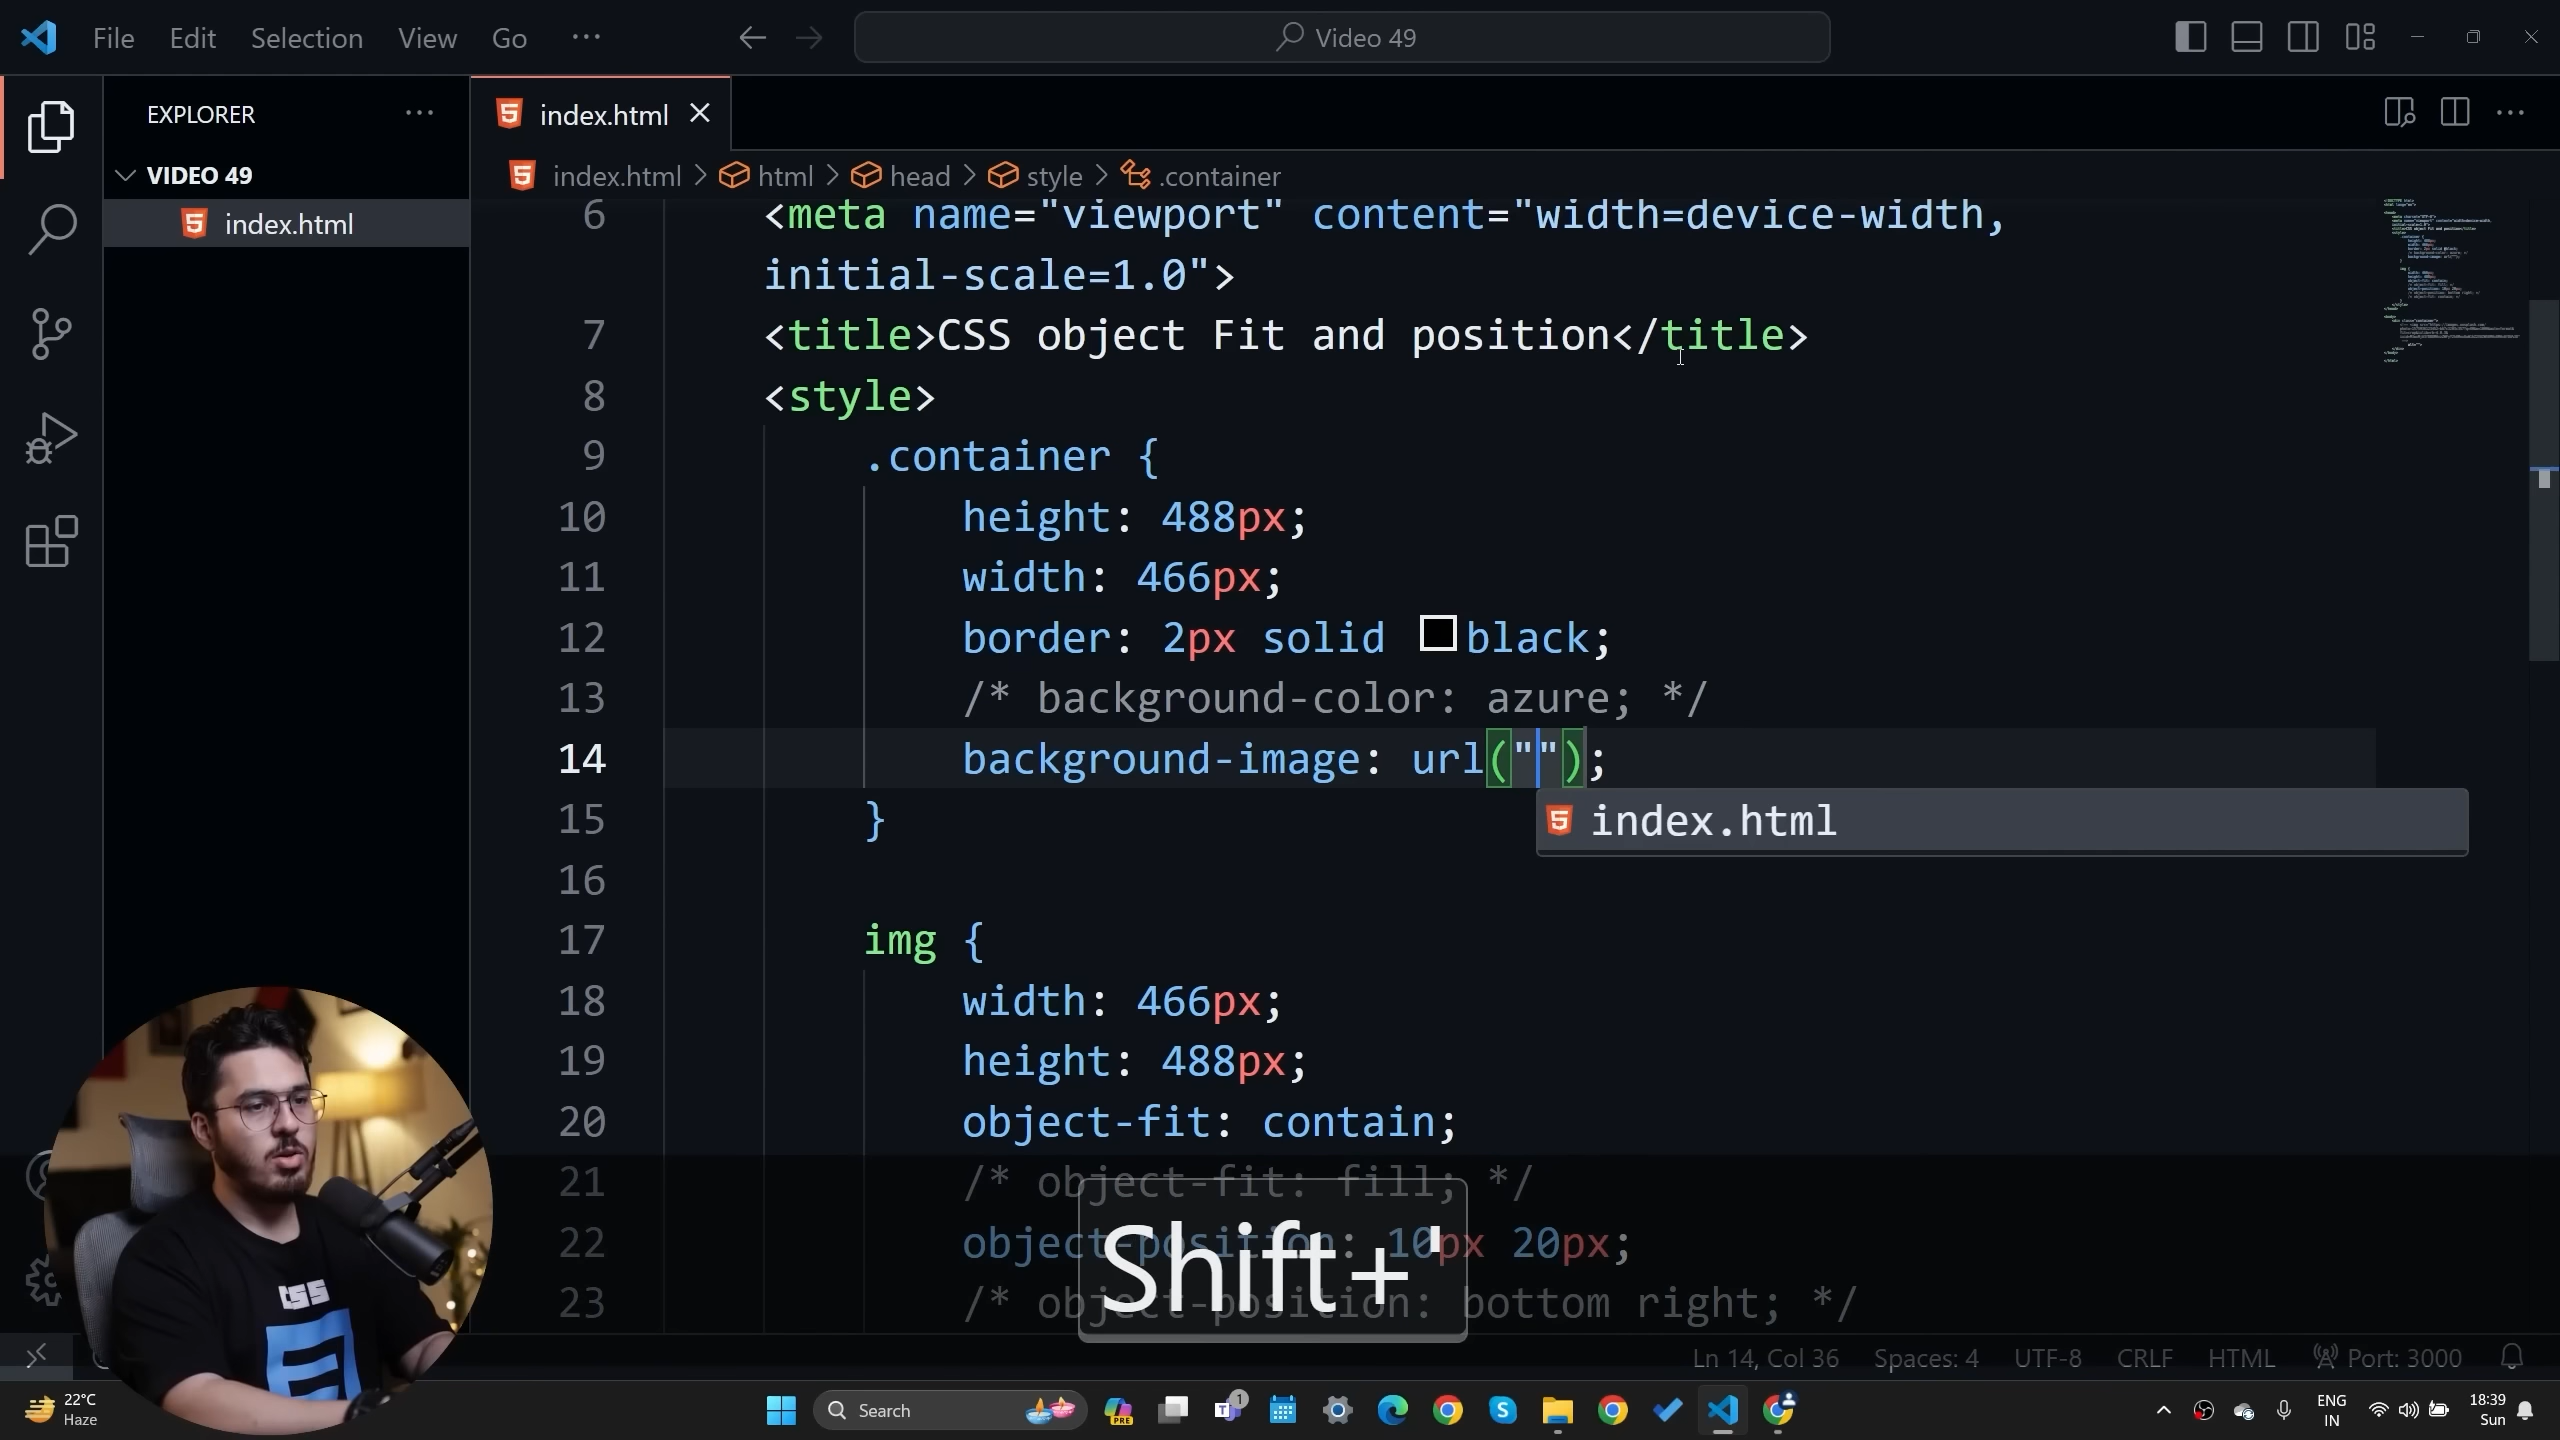 File Edit Selection View Go ···
Video 49
EXPLORER ···
index.html
VIDEO 49
index.html
index.html > html > head > style > .container
6 <meta name="viewport" content="width=device-width,
initial-scale=1.0">
7 <title>CSS object Fit and position</title>
8 <style>
9 .container {
10 height: 488px;
11 width: 466px;
12 border: 2px solid black;
13 /* background-color: azure; */
14 background-image: url("");
index.html
15 }
16
17 img {
18 width: 466px;
19 height: 488px;
20 object-fit: contain;
21 /* object-fit: fill; */
22 object-position: 10px 20px;
23 /* object-position: bottom right; */
Shift+'
Ln 14, Col 36 Spaces: 4 UTF-8 CRLF HTML Port: 3000
22°C
Haze
Search
PRE
1
ENG
IN
18:39
Sun